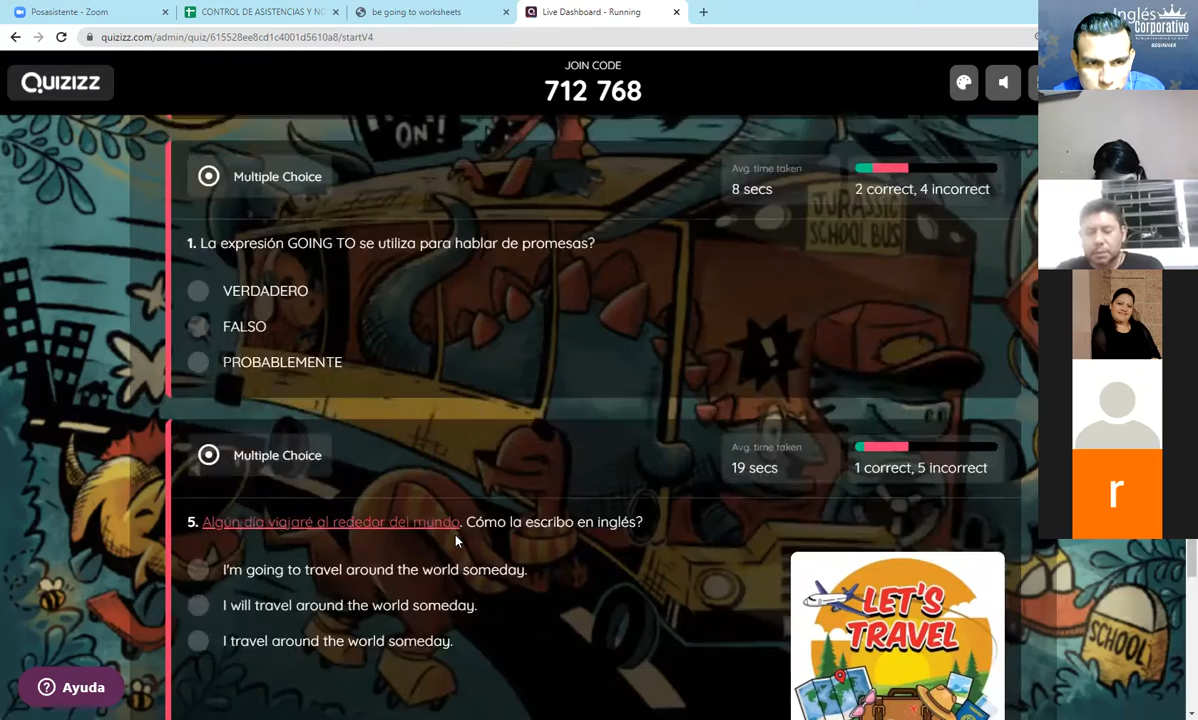 Posasistente - Zoom
CONTROL DE ASISTENCIAS Y NO
be going to worksheets
Live Dashboard - Running
quizizz.com/admin/quiz/615528ee8cd1c4001d5610a8/startV4
Inglés
Corporativo
BEGINNER
QUIZIZZ
JOIN CODE
712 768
ON!
JURASSIC
SCHOOL BUS
Multiple Choice
Avg. time taken
8 secs
2 correct, 4 incorrect
1. La expresión GOING TO se utiliza para hablar de promesas?
VERDADERO
FALSO
PROBABLEMENTE
Multiple Choice
Avg. time taken
19 secs
1 correct, 5 incorrect
5. Algún día viajaré al rededor del mundo. Cómo la escribo en inglés?
I'm going to travel around the world someday.
I will travel around the world someday.
I travel around the world someday.
LET'S
TRAVEL
SCHOOL
r
Ayuda